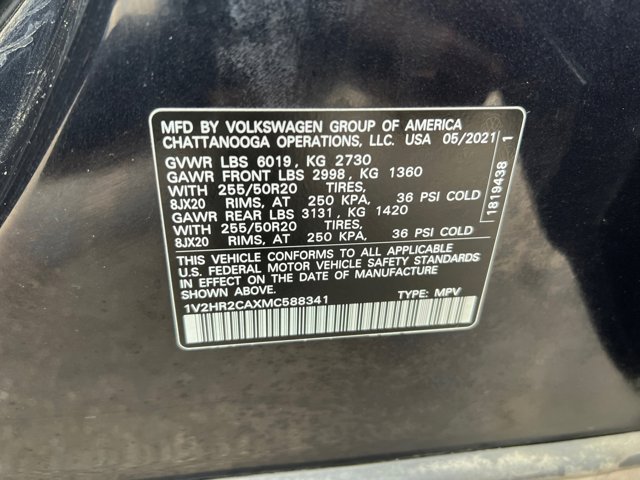 MFD BY VOLKSWAGEN GROUP OF AMERICA
CHATTANOOGA OPERATIONS, LLC. USA 05/2021
GVWR LBS 6019, KG 2730
GAWR FRONT LBS 2998, KG 1360
WITH 255/50R20 TIRES,
8JX20 RIMS, AT 250 KPA, 36 PSI COLD
GAWR REAR LBS 3131, KG 1420
WITH 255/50R20 TIRES,
8JX20 RIMS, AT 250 KPA, 36 PSI COLD
THIS VEHICLE CONFORMS TO ALL APPLICABLE
U.S. FEDERAL MOTOR VEHICLE SAFETY STANDARDS
IN EFFECT ON THE DATE OF MANUFACTURE
SHOWN ABOVE.
1V2HR2CAXMC588341 TYPE: MPV
1819438 1